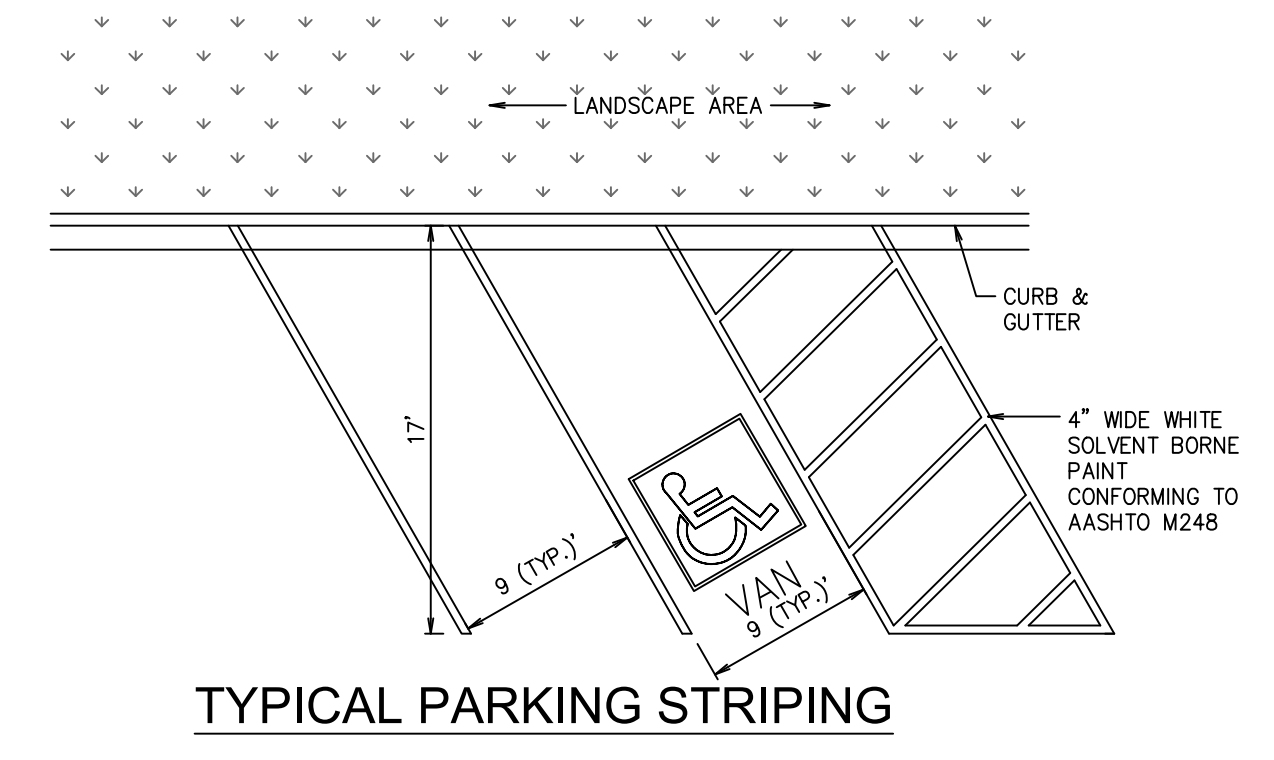 LANDSCAPE AREA
CURB &
GUTTER
17'
4" WIDE WHITE
SOLVENT BORNE
PAINT
CONFORMING TO
AASHTO M248
9 (TYP.)'
VAN
9 (TYP.)'
TYPICAL PARKING STRIPING